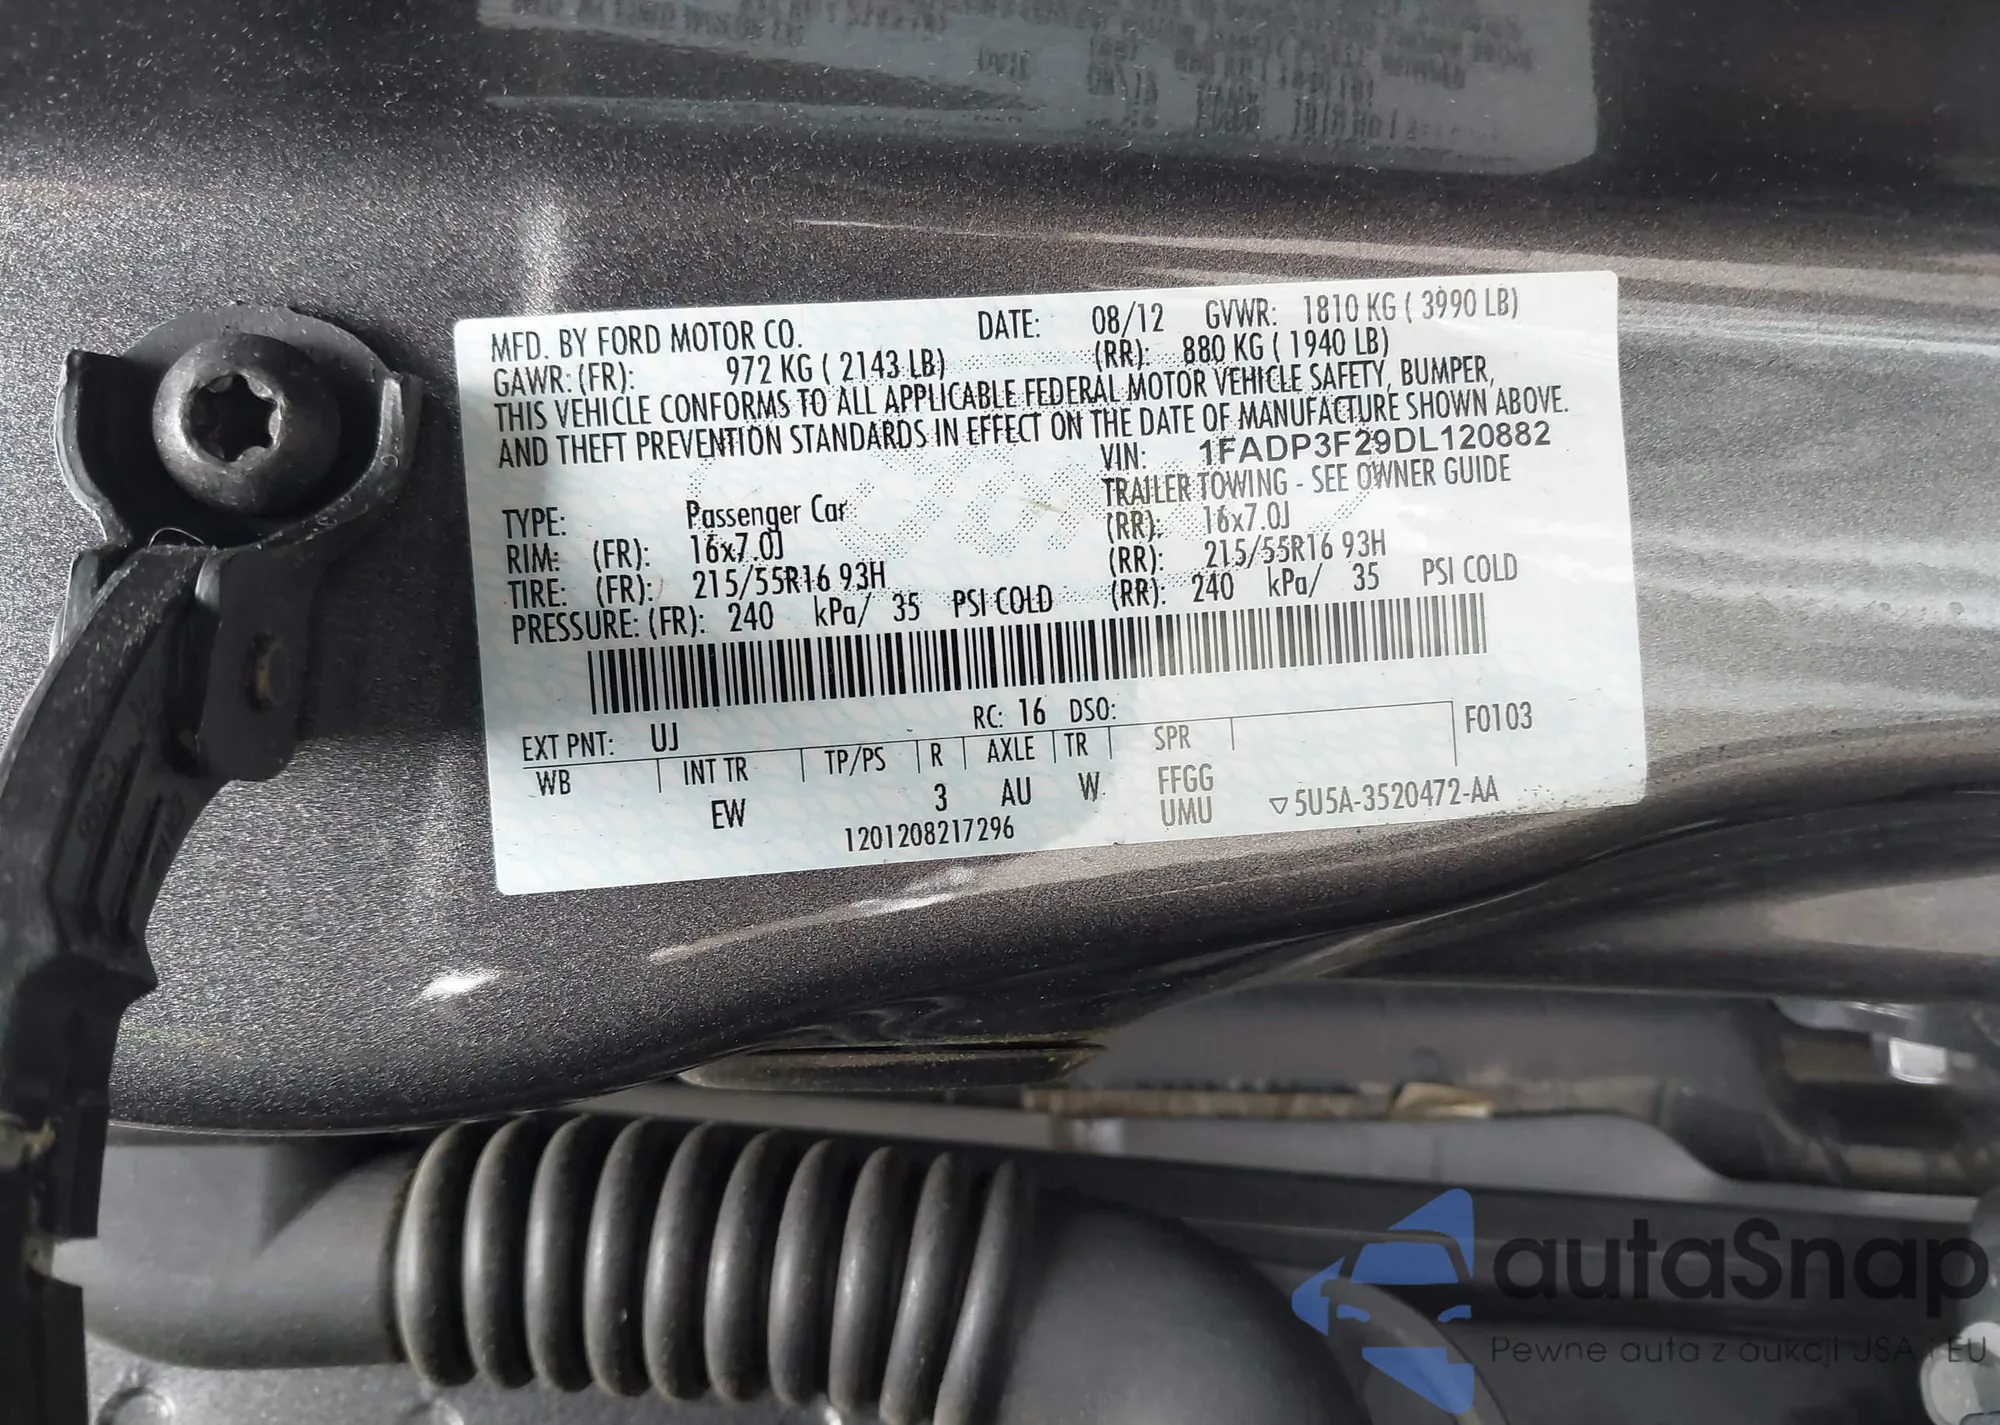 MFD. BY FORD MOTOR CO. DATE: 08/12 GVWR: 1810 KG ( 3990 LB)
GAWR: (FR): 972 KG ( 2143 LB) (RR): 880 KG ( 1940 LB)
THIS VEHICLE CONFORMS TO ALL APPLICABLE FEDERAL MOTOR VEHICLE SAFETY, BUMPER,
AND THEFT PREVENTION STANDARDS IN EFFECT ON THE DATE OF MANUFACTURE SHOWN ABOVE.
VIN: 1FADP3F29DL120882
TYPE: Passenger Car TRAILER TOWING - SEE OWNER GUIDE
RIM: (FR): 16x7.0J (RR): 16x7.0J
TIRE: (FR): 215/55R16 93H (RR): 215/55R16 93H
PRESSURE: (FR): 240 kPa/ 35 PSI COLD (RR): 240 kPa/ 35 PSI COLD
EXT PNT: UJ RC: 16 DSO: F0103
WB INT TR TP/PS R AXLE TR SPR
EW 3 AU W FFGG
UMU
1201208217296 5U5A-3520472-AA
autaSnap
Pewne auta z aukcji USA i EU